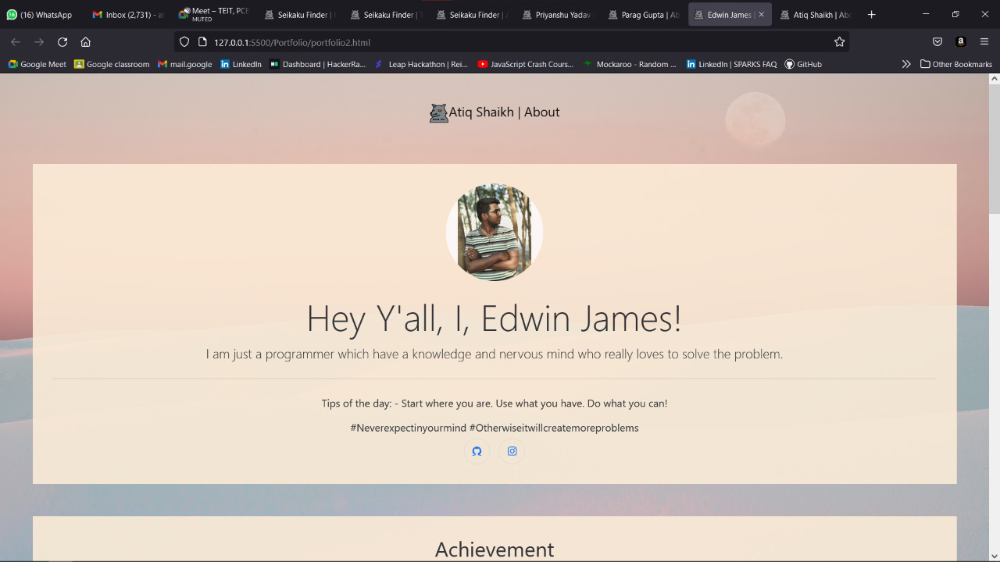 (16) WhatsApp
Inbox (2,731) - a
Meet – TEIT, PCE
MUTED
Seikaku Finder |
Seikaku Finder | T
Seikaku Finder | A
Priyanshu Yadav |
Parag Gupta | Ab
Edwin James |
Atiq Shaikh | Abo
127.0.0.1:5500/Portfolio/portfolio2.html
Google Meet
Google classroom
mail.google
LinkedIn
Dashboard | HackerRa...
Leap Hackathon | Rei...
JavaScript Crash Cours...
Mockaroo - Random ...
LinkedIn | SPARKS FAQ
GitHub
Other Bookmarks
Atiq Shaikh | About
Hey Y'all, I, Edwin James!
I am just a programmer which have a knowledge and nervous mind who really loves to solve the problem.
Tips of the day: - Start where you are. Use what you have. Do what you can!
#Neverexpectinyourmind #Otherwiseitwillcreatemoreproblems
Achievement